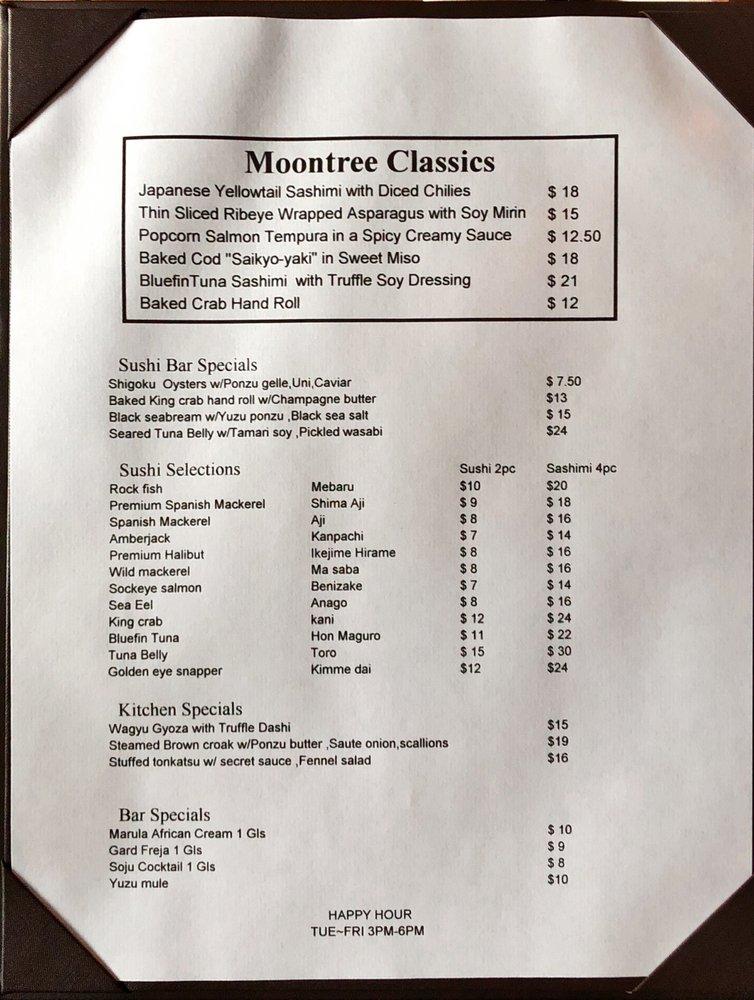 Moontree Classics
Japanese Yellowtail Sashimi with Diced Chilies $ 18
Thin Sliced Ribeye Wrapped Asparagus with Soy Mirin $ 15
Popcorn Salmon Tempura in a Spicy Creamy Sauce $ 12.50
Baked Cod "Saikyo-yaki" in Sweet Miso $ 18
BluefinTuna Sashimi with Truffle Soy Dressing $ 21
Baked Crab Hand Roll $ 12
Sushi Bar Specials
Shigoku Oysters w/Ponzu gelle,Uni,Caviar $ 7.50
Baked King crab hand roll w/Champagne butter $13
Black seabream w/Yuzu ponzu ,Black sea salt $ 15
Seared Tuna Belly w/Tamari soy ,Pickled wasabi $24
Sushi Selections Sushi 2pc Sashimi 4pc
Rock fish Mebaru $10 $20
Premium Spanish Mackerel Shima Aji $ 9 $ 18
Spanish Mackerel Aji $ 8 $ 16
Amberjack Kanpachi $ 7 $ 14
Premium Halibut Ikejime Hirame $ 8 $ 16
Wild mackerel Ma saba $ 8 $ 16
Sockeye salmon Benizake $ 7 $ 14
Sea Eel Anago $ 8 $ 16
King crab kani $ 12 $ 24
Bluefin Tuna Hon Maguro $ 11 $ 22
Tuna Belly Toro $ 15 $ 30
Golden eye snapper Kimme dai $12 $24
Kitchen Specials
Wagyu Gyoza with Truffle Dashi $15
Steamed Brown croak w/Ponzu butter ,Saute onion,scallions $19
Stuffed tonkatsu w/ secret sauce ,Fennel salad $16
Bar Specials
Marula African Cream 1 Gls $ 10
Gard Freja 1 Gls $ 9
Soju Cocktail 1 Gls $ 8
Yuzu mule $10
HAPPY HOUR
TUE~FRI 3PM-6PM